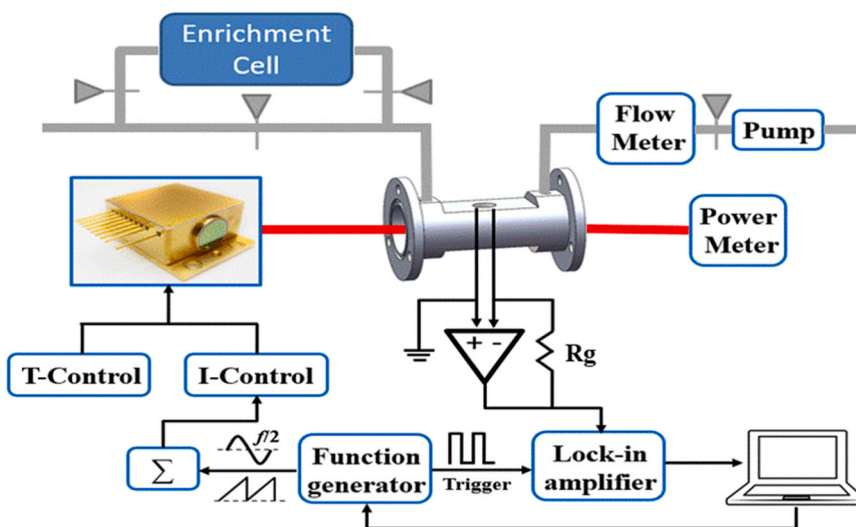 Enrichment
Cell
Flow
Meter
Pump
Power
Meter
+ -
Rg
T-Control
I-Control
Σ
f/2
Function
generator
Trigger
Lock-in
amplifier